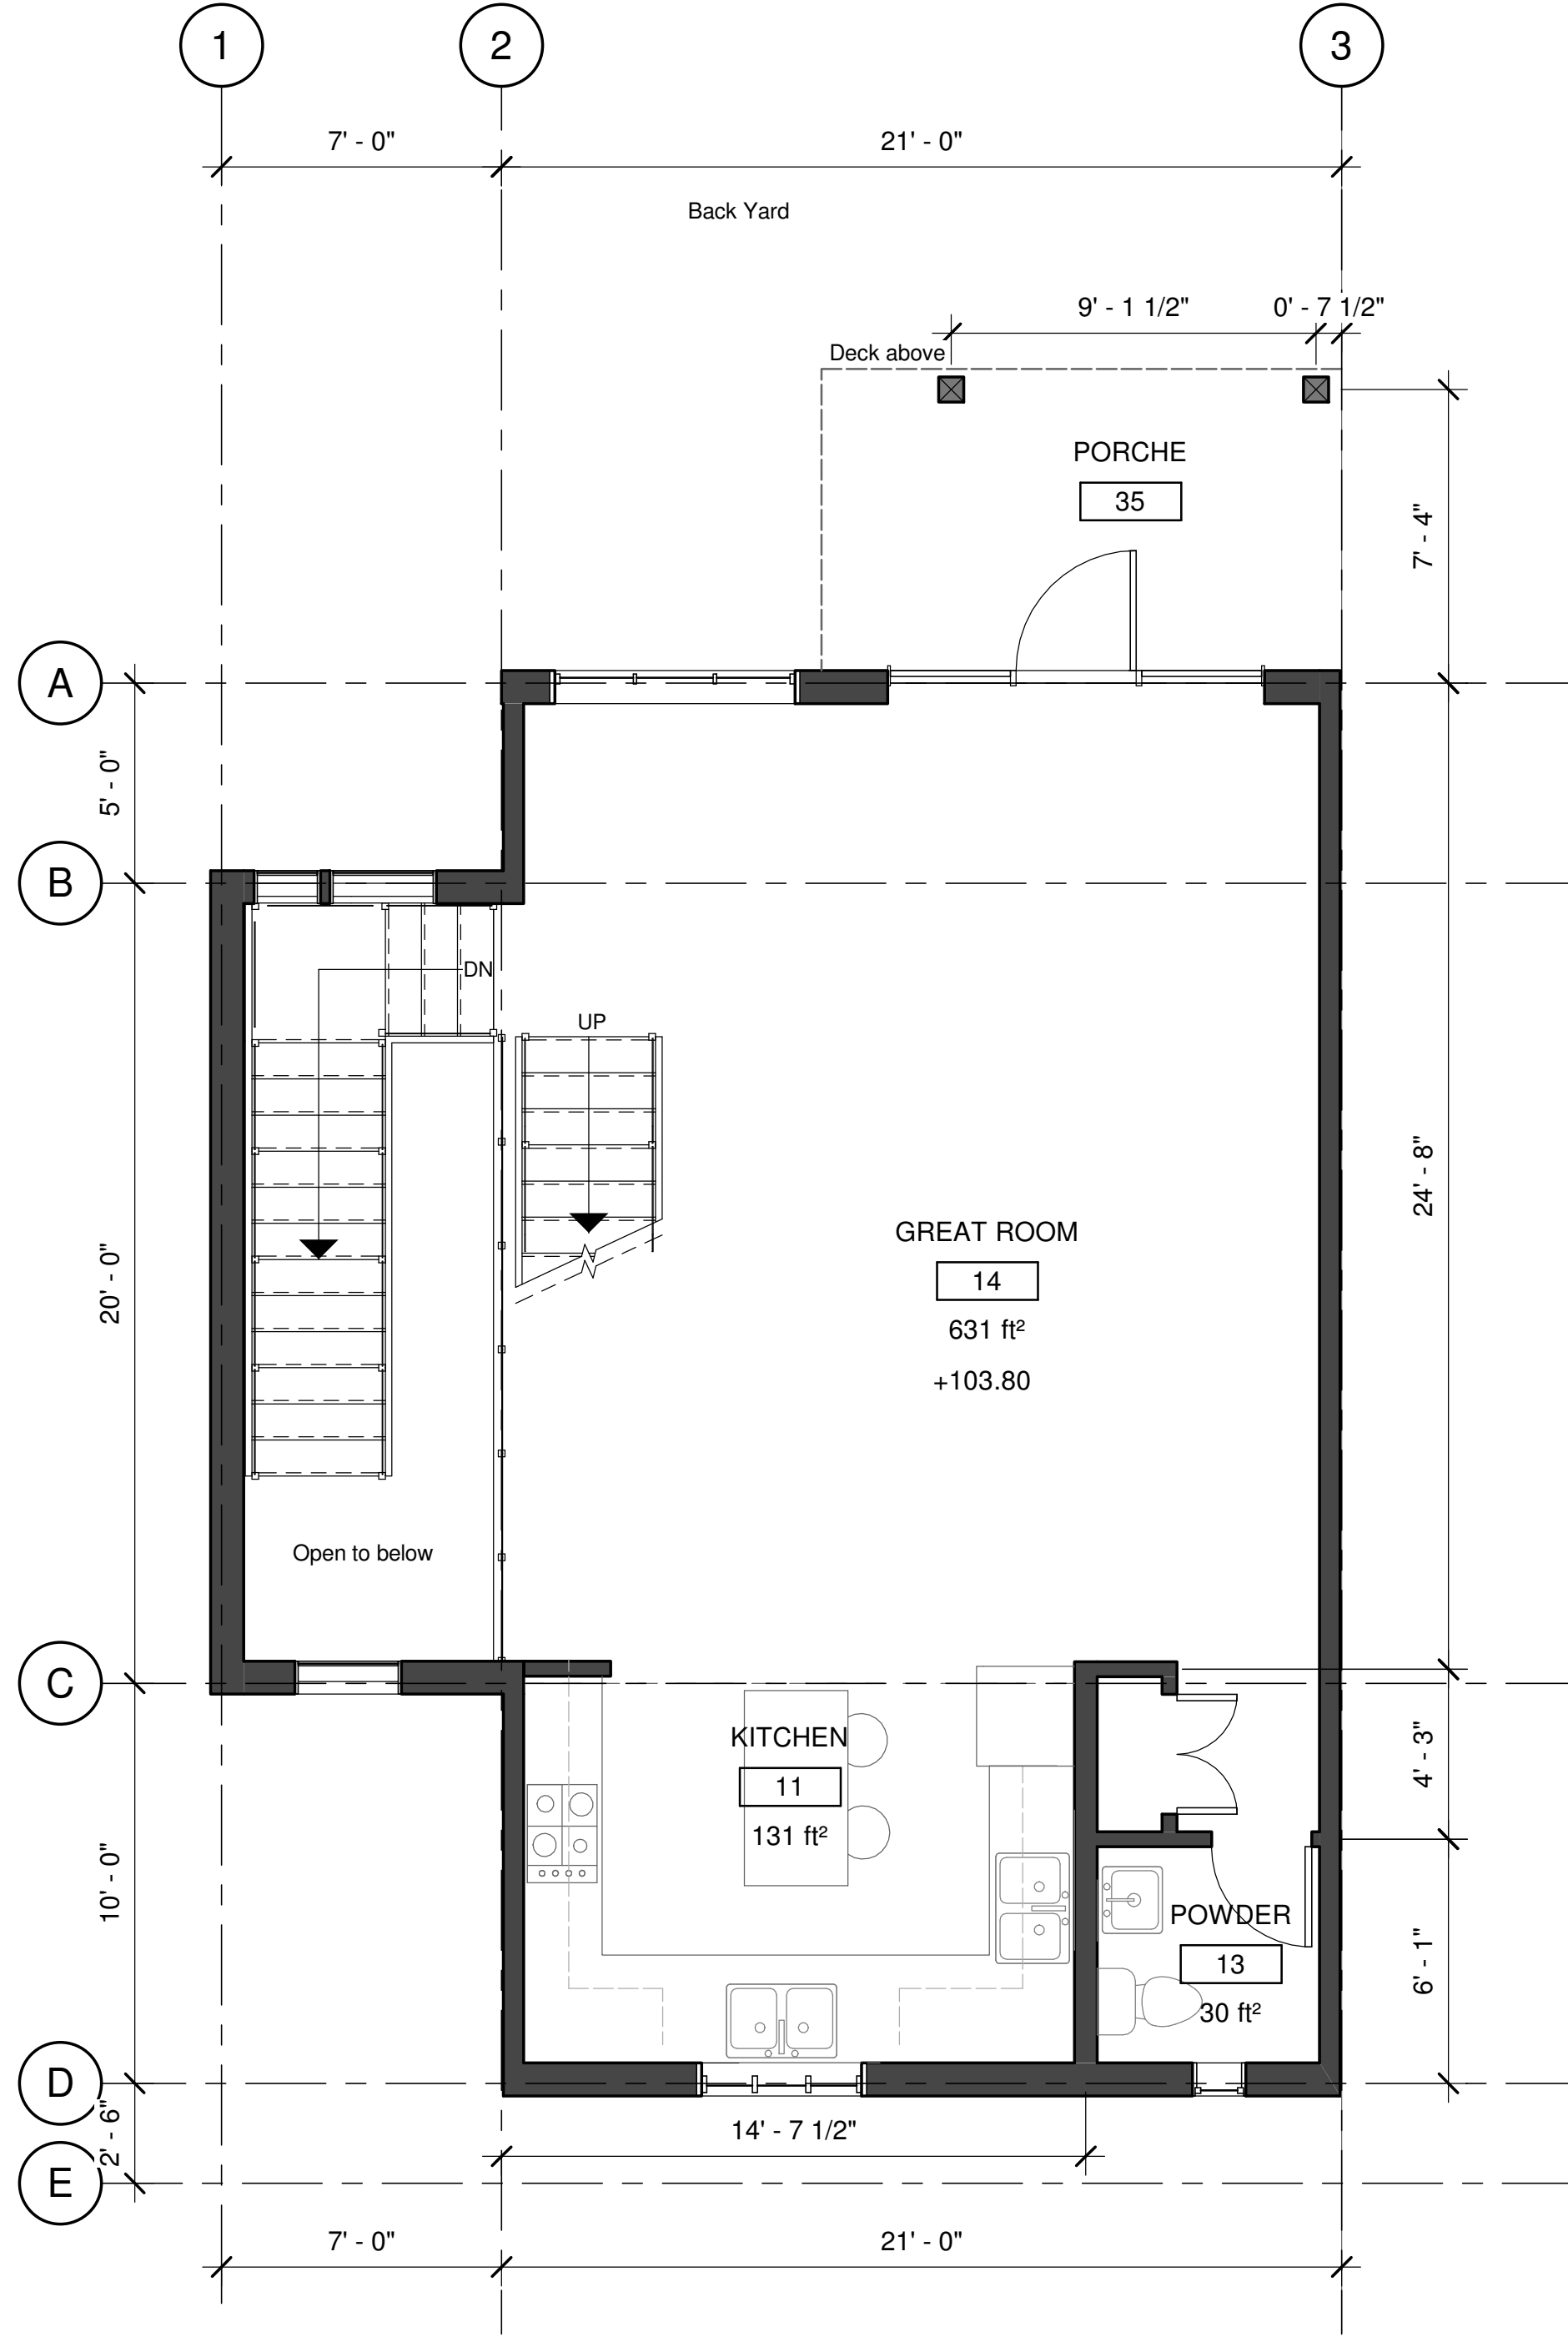 1
2
3
7' - 0"
21' - 0"
Back Yard
9' - 1 1/2"
0' - 7 1/2"
Deck above
PORCHE
35
7' - 4"
A
5' - 0"
B
DN
UP
GREAT ROOM
14
631 ft²
+103.80
24' - 8"
20' - 0"
Open to below
C
KITCHEN
11
131 ft²
4' - 3"
10' - 0"
POWDER
13
30 ft²
6' - 1"
D
2' - 6"
14' - 7 1/2"
E
7' - 0"
21' - 0"